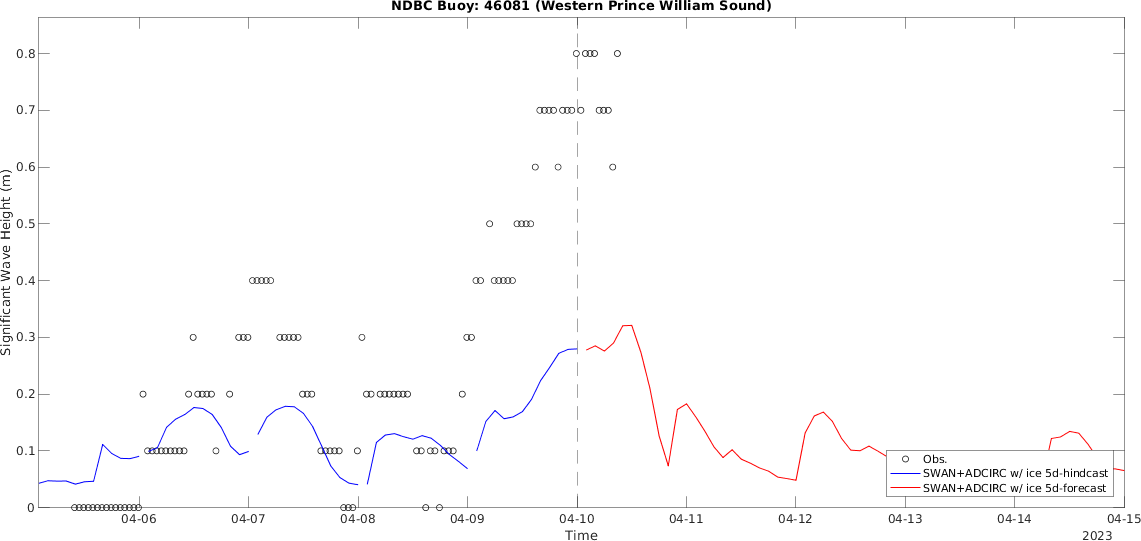 NDBC Buoy: 46081 (Western Prince William Sound)
Significant Wave Height (m)
0.8
0.7
0.6
0.5
0.4
0.3
0.2
0.1
0
Obs.
SWAN+ADCIRC w/ ice 5d-hindcast
SWAN+ADCIRC w/ ice 5d-forecast
04-06 04-07 04-08 04-09 04-10 04-11 04-12 04-13 04-14 04-15
Time
2023